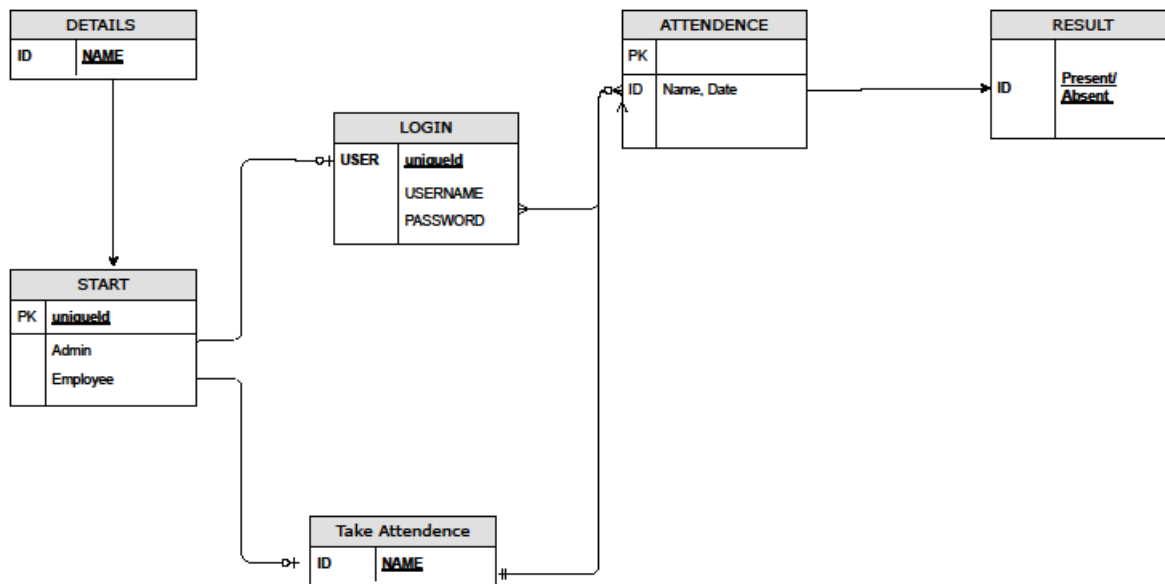 DETAILS
ID NAME
ATTENDENCE
PK
ID Name, Date
RESULT
ID Present/
Absent
LOGIN
USER uniqueId
USERNAME
PASSWORD
START
PK uniqueId
Admin
Employee
Take Attendence
ID NAME